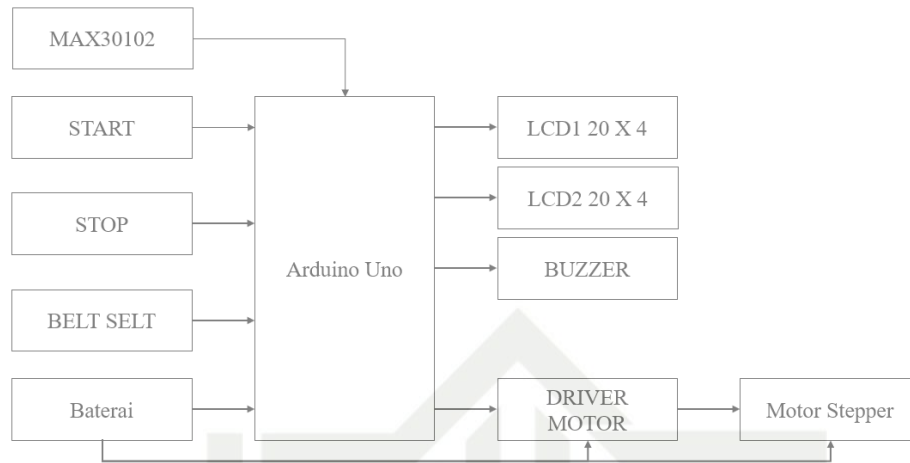 MAX30102
START
STOP
BELT SELT
Baterai
Arduino Uno
LCD1 20 X 4
LCD2 20 X 4
BUZZER
DRIVER
MOTOR
Motor Stepper